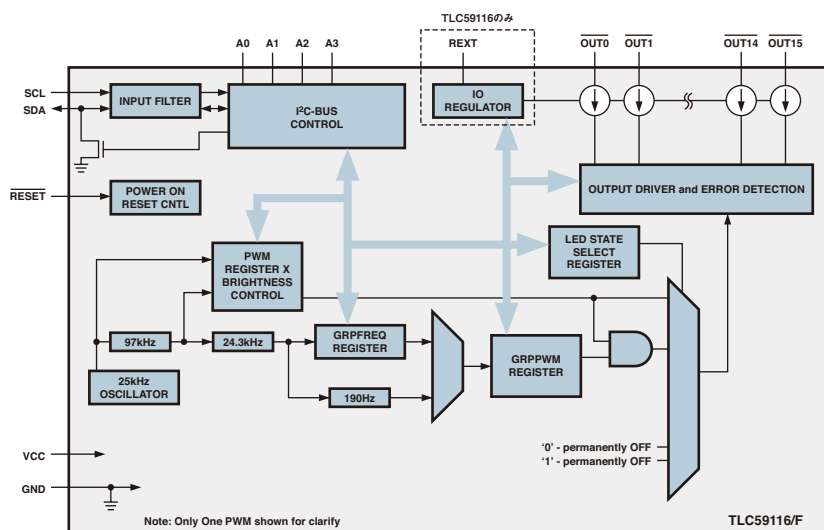 TLC59116のみ
A0 A1 A2 A3 REXT OUT0 OUT1 OUT14 OUT15
SCL
SDA
INPUT FILTER
I²C-BUS
CONTROL
IO
REGULATOR
RESET
POWER ON
RESET CNTL
OUTPUT DRIVER and ERROR DETECTION
PWM
REGISTER X
BRIGHTNESS
CONTROL
LED STATE
SELECT
REGISTER
97kHz
24.3kHz
GRPFREQ
REGISTER
GRPPWM
REGISTER
25kHz
OSCILLATOR
190Hz
'0' - permanently OFF
'1' - permanently OFF
VCC
GND
Note: Only One PWM shown for clarify
TLC59116/F